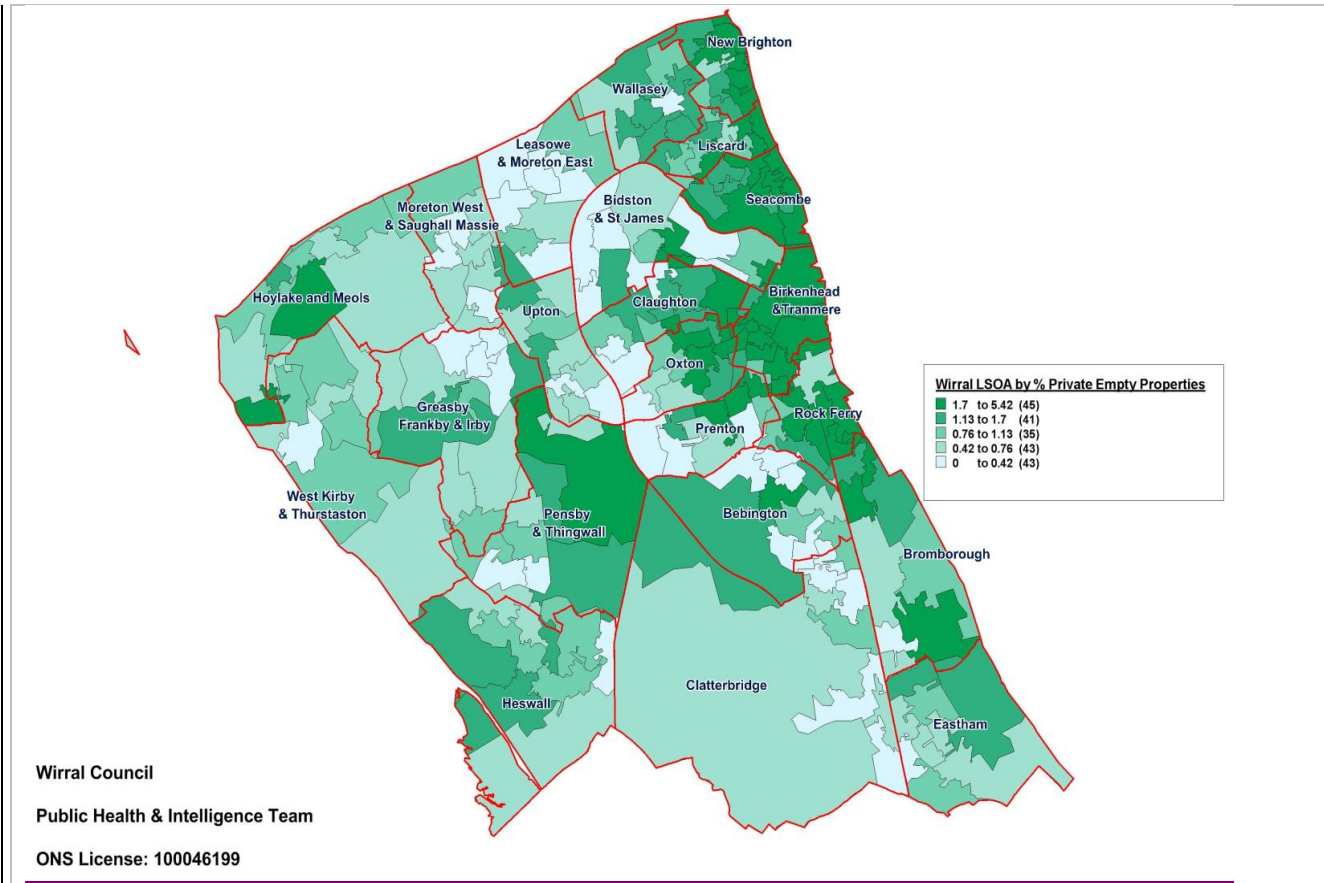 New Brighton
Wallasey
Leasowe
& Moreton East
Liscard
Bidston
& St James
Seacombe
Moreton West
& Saughall Massie
Hoylake and Meols
Upton
Claughton
Birkenhead
&Tranmere
Oxton
Greasby
Frankby & Irby
Prenton
Rock Ferry
West Kirby
& Thurstaston
Pensby
& Thingwall
Bebington
Bromborough
Clatterbridge
Heswall
Eastham
Wirral LSOA by % Private Empty Properties
1.7 to 5.42 (45)
1.13 to 1.7 (41)
0.76 to 1.13 (35)
0.42 to 0.76 (43)
0 to 0.42 (43)
Wirral Council
Public Health & Intelligence Team
ONS License: 100046199